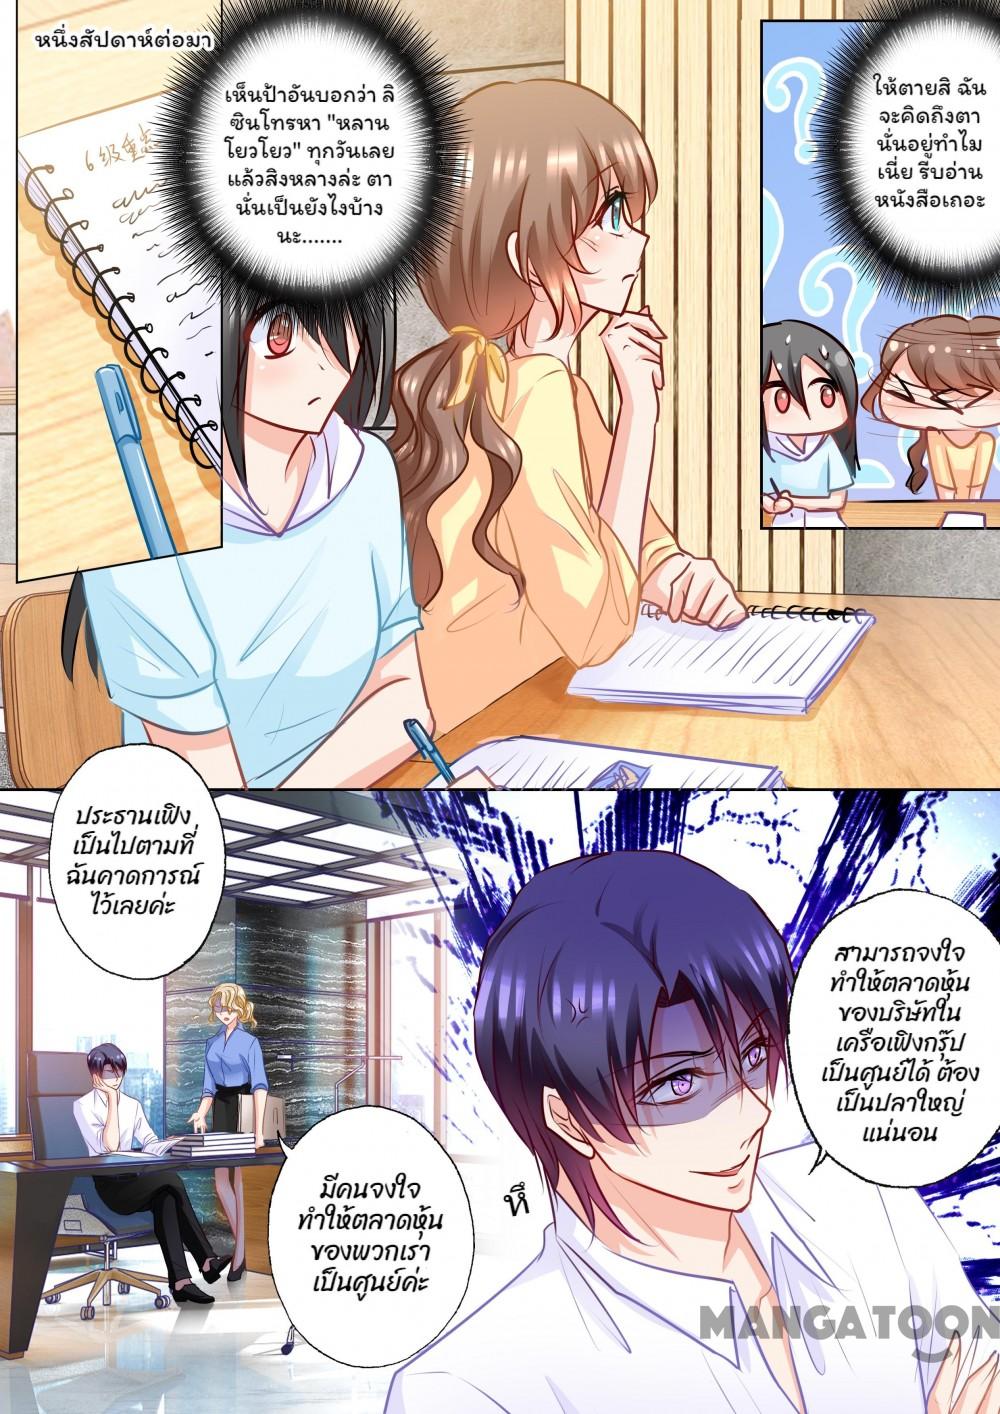 หนึ่งสัปดาห์ต่อมา
6级重点
เห็นป้าอันบอกว่า ลิ
ซินโทรหา "หลาน
โยวโยว" ทุกวันเลย
แล้วสิงหลางล่ะ ตา
นั่นเป็นยังไงบ้าง
นะ.......
ให้ตายสิ ฉัน
จะคิดถึงตา
นั่นอยู่ทำไม
เนี่ย รีบอ่าน
หนังสือเถอะ
ประธานเฟิง
เป็นไปตามที่
ฉันคาดการณ์
ไว้เลยค่ะ
มีคนจงใจ
ทำให้ตลาดหุ้น
ของพวกเรา
เป็นศูนย์ค่ะ
สามารถจงใจ
ทำให้ตลาดหุ้น
ของบริษัทใน
เครือเฟิงกรุ๊ป
เป็นศูนย์ได้ ต้อง
เป็นปลาใหญ่
แน่นอน
หึ
MANGATOON